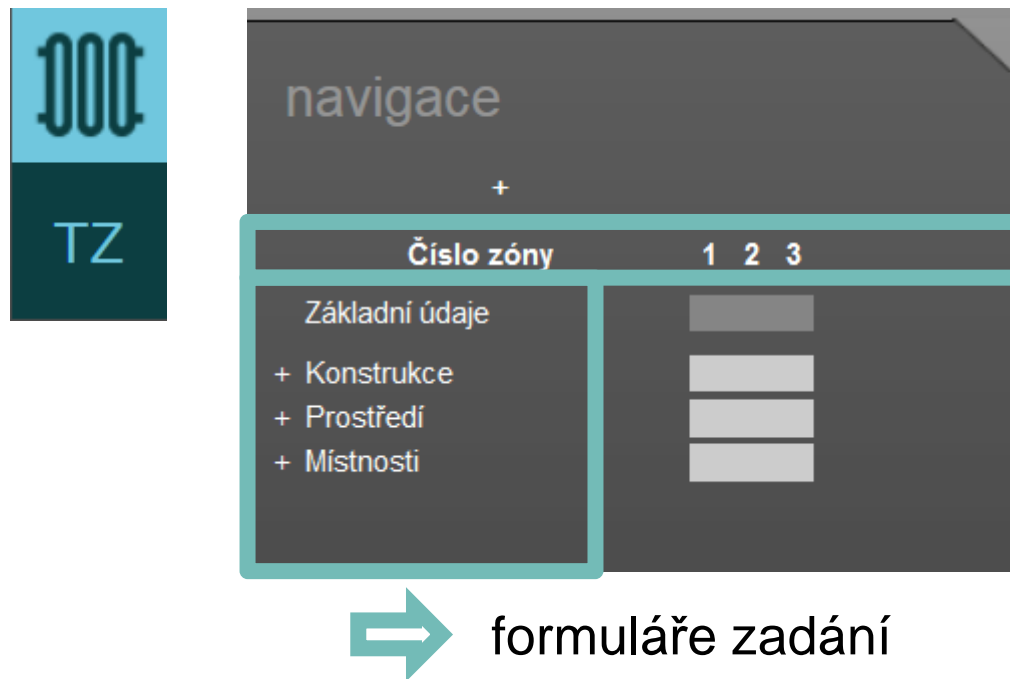 TZ
navigace
+
Číslo zóny 1 2 3
Základní údaje
+ Konstrukce
+ Prostředí
+ Místnosti
formuláře zadání